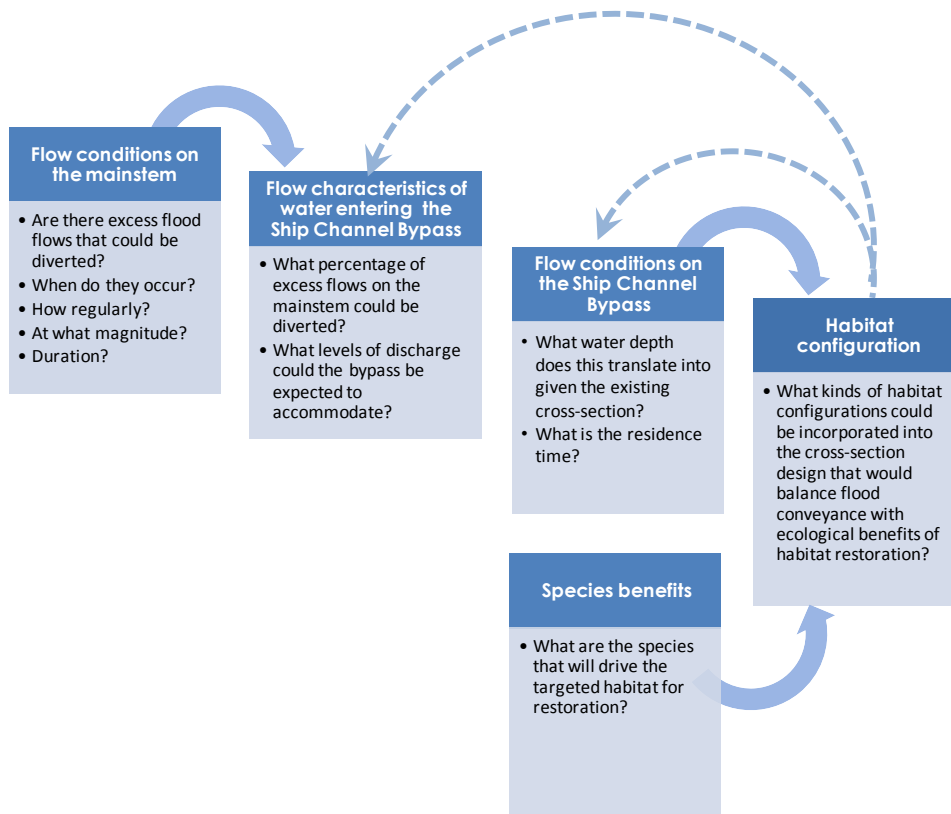 Flow conditions on
the mainstem
• Are there excess flood
flows that could be
diverted?
• When do they occur?
• How regularly?
• At what magnitude?
• Duration?
Flow characteristics of
water entering the
Ship Channel Bypass
• What percentage of
excess flows on the
mainstem could be
diverted?
• What levels of discharge
could the bypass be
expected to
accommodate?
Flow conditions on
the Ship Channel
Bypass
• What water depth
does this translate into
given the existing
cross-section?
• What is the residence
time?
Habitat
configuration
• What kinds of habitat
configurations could
be incorporated into
the cross-section
design that would
balance flood
conveyance with
ecological benefits of
habitat restoration?
Species benefits
• What are the species
that will drive the
targeted habitat for
restoration?